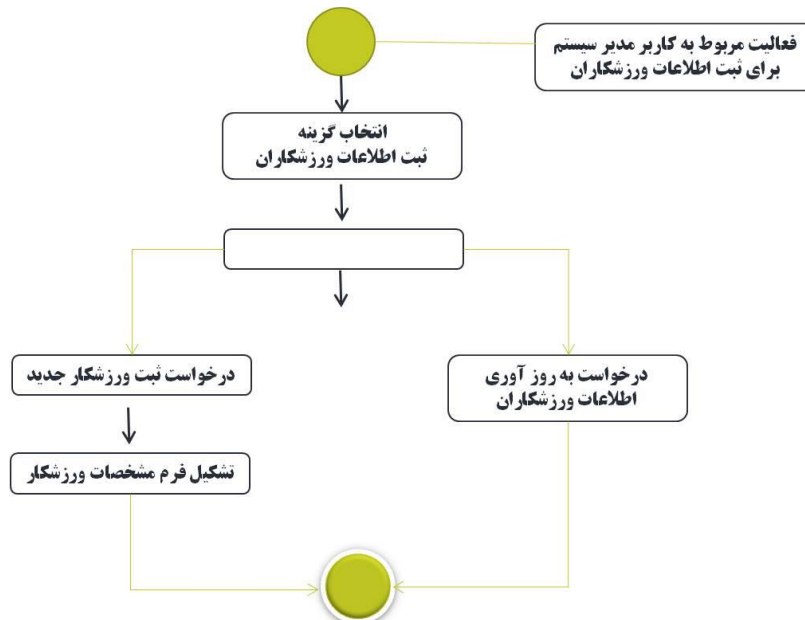 فعالیت مربوط به کاربر مدیر سیستم
برای ثبت اطلاعات ورزشکاران
انتخاب گزینه
ثبت اطلاعات ورزشکاران
درخواست به روز آوری
اطلاعات ورزشکاران
درخواست ثبت ورزشکار جدید
تشکیل فرم مشخصات ورزشکار